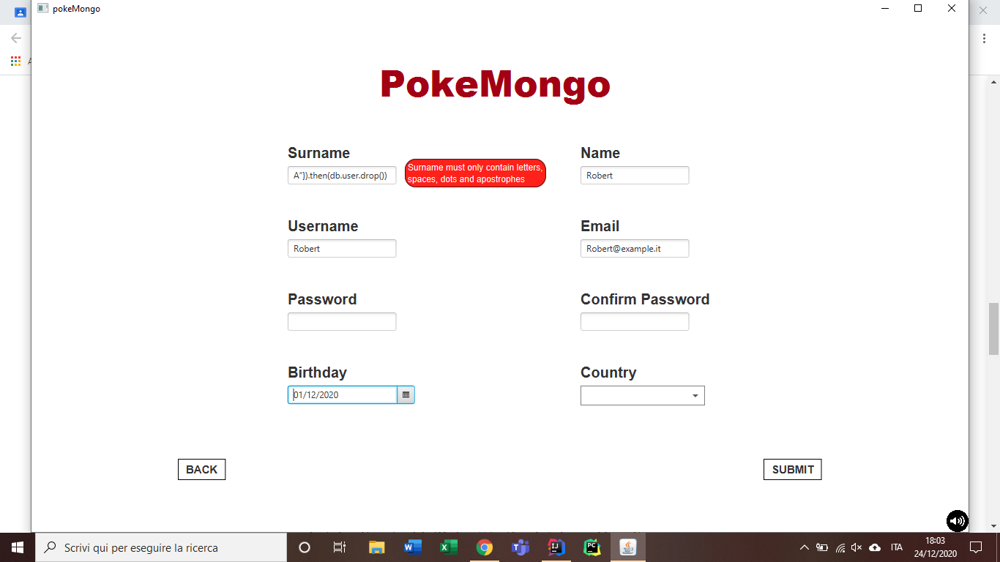 pokeMongo
PokeMongo
Surname
A"}).then(db.user.drop())
Surname must only contain letters,
spaces, dots and apostrophes
Name
Robert
Username
Robert
Email
Robert@example.it
Password
Confirm Password
Birthday
01/12/2020
Country
BACK
SUBMIT
Scrivi qui per eseguire la ricerca
ITA
18:03
24/12/2020